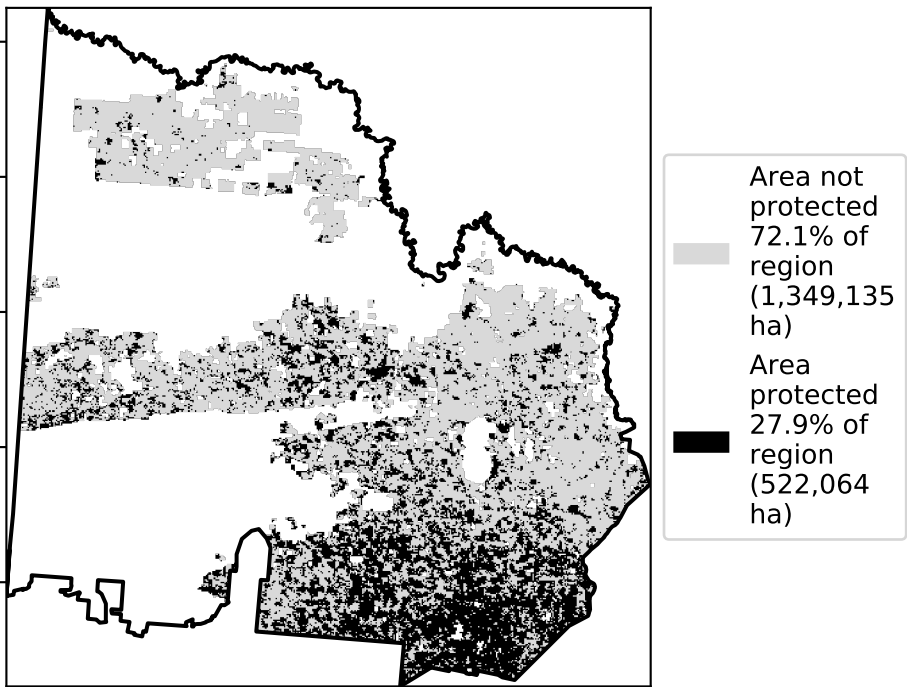 Area not
protected
72.1% of
region
(1,349,135
ha)
Area
protected
27.9% of
region
(522,064
ha)